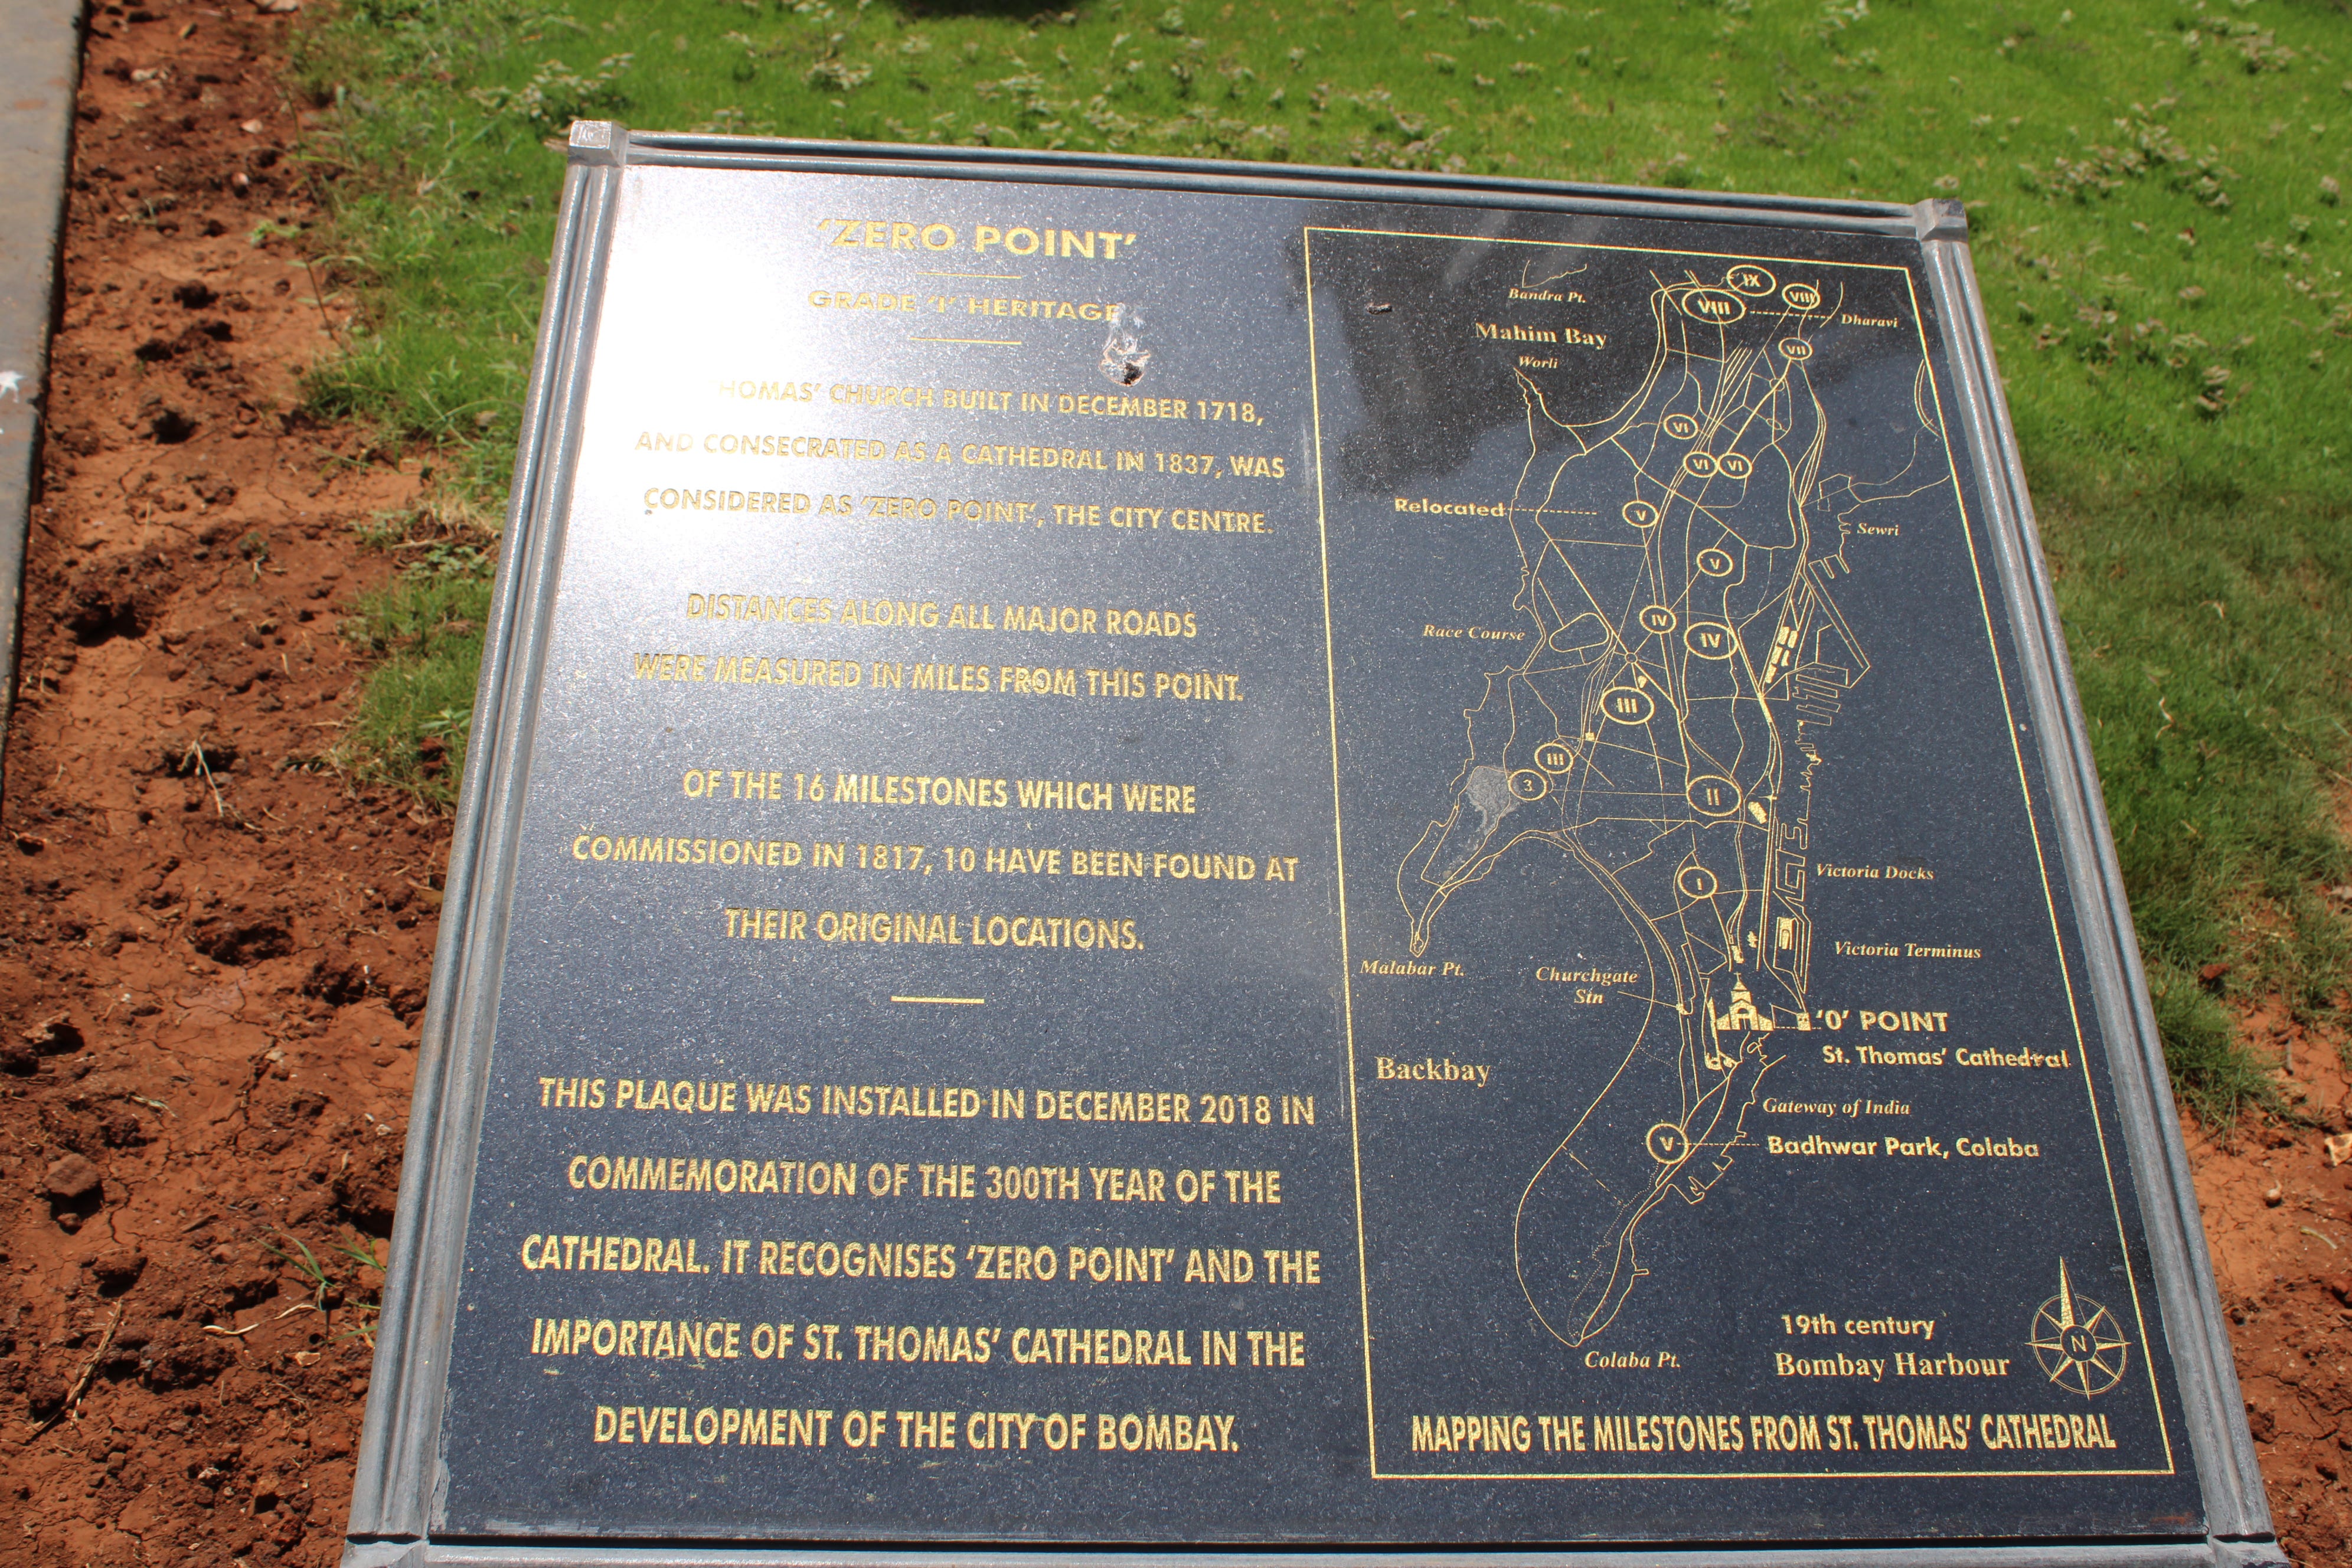 'ZERO POINT'
GRADE 'I' HERITAGE
HOMAS' CHURCH BUILT IN DECEMBER 1718,
AND CONSECRATED AS A CATHEDRAL IN 1837, WAS
CONSIDERED AS 'ZERO POINT', THE CITY CENTRE.
DISTANCES ALONG ALL MAJOR ROADS
WERE MEASURED IN MILES FROM THIS POINT.
OF THE 16 MILESTONES WHICH WERE
COMMISSIONED IN 1817, 10 HAVE BEEN FOUND AT
THEIR ORIGINAL LOCATIONS.
THIS PLAQUE WAS INSTALLED IN DECEMBER 2018 IN
COMMEMORATION OF THE 300TH YEAR OF THE
CATHEDRAL. IT RECOGNISES 'ZERO POINT' AND THE
IMPORTANCE OF ST. THOMAS' CATHEDRAL IN THE
DEVELOPMENT OF THE CITY OF BOMBAY.
Bandra Pt.
IX
VIII
VIII
Dharavi
Mahim Bay
VII
Worli
VI
VI
VI
Relocated
V
Sewri
V
IV
Race Course
IV
III
III
3
II
Victoria Docks
I
Victoria Terminus
Malabar Pt.
Churchgate
Stn
'0' POINT
St. Thomas' Cathedral
Backbay
Gateway of India
V
Badhwar Park, Colaba
19th century
Bombay Harbour
N
Colaba Pt.
MAPPING THE MILESTONES FROM ST. THOMAS' CATHEDRAL